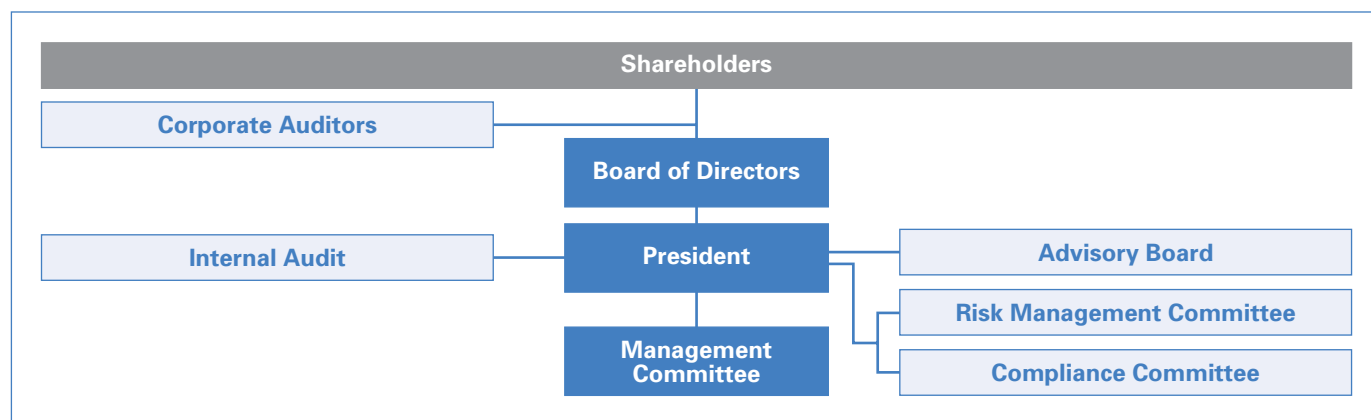 Shareholders
Corporate Auditors
Board of Directors
Internal Audit
President
Advisory Board
Risk Management Committee
Management
Committee
Compliance Committee